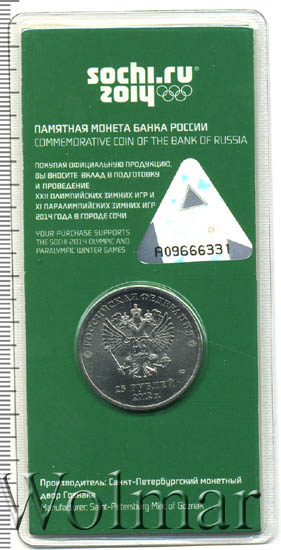 sochi.ru
2014
ПАМЯТНАЯ МОНЕТА БАНКА РОССИИ
COMMEMORATIVE COIN OF THE BANK OF RUSSIA
ПОКУПАЯ ОФИЦИАЛЬНУЮ ПРОДУКЦИЮ,
ВЫ ВНОСИТЕ ВКЛАД В ПОДГОТОВКУ
И ПРОВЕДЕНИЕ
XXII ОЛИМПИЙСКИХ ЗИМНИХ ИГР И
XI ПАРАЛИМПИЙСКИХ ЗИМНИХ ИГР
2014 ГОДА В ГОРОДЕ СОЧИ
YOUR PURCHASE SUPPORTS
THE SOCHI 2014 OLYMPIC AND
PARALYMPIC WINTER GAMES
A09666331
РОССИЙСКАЯ ФЕДЕРАЦИЯ
25 РУБЛЕЙ
2012 г.
Производитель: Санкт-Петербургский монетный
двор Гознака
Manufacturer: Saint-Petersburg Mint of Goznak
Wolmar